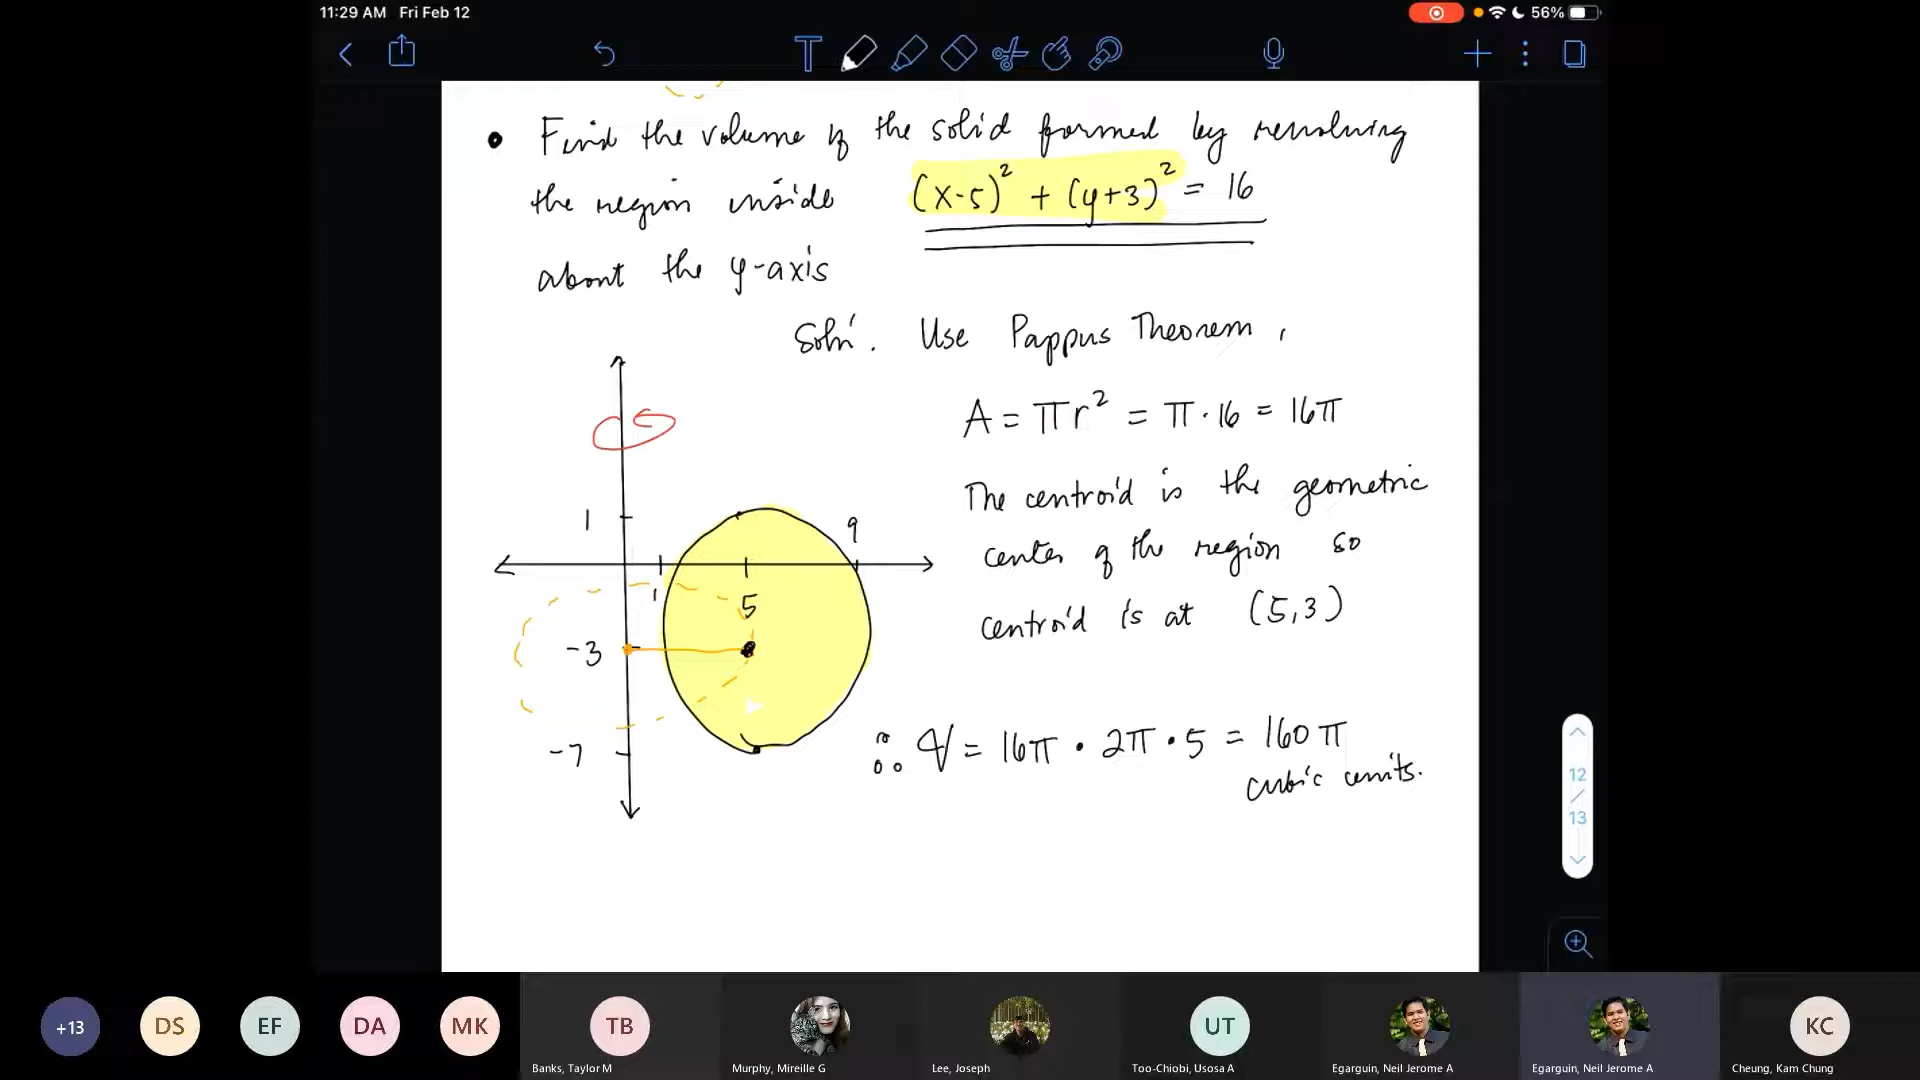 11:29 AM Fri Feb 12
56%
• Find the volume of the solid formed by revolving
the region inside (x-5)² + (y+3)² = 16
about the y-axis
Soln'. Use Pappus Theorem,
A = πr² = π · 16 = 16π
The centroid is the geometric
center of the region so
centroid is at (5,3)
1
9
1
5
-3
-7
∴ V = 16π · 2π · 5 = 160π
cubic units.
12
/
13
+13
DS
EF
DA
MK
TB
UT
KC
Banks, Taylor M
Murphy, Mireille G
Lee, Joseph
Too-Chiobi, Usosa A
Egarguin, Neil Jerome A
Egarguin, Neil Jerome A
Cheung, Kam Chung